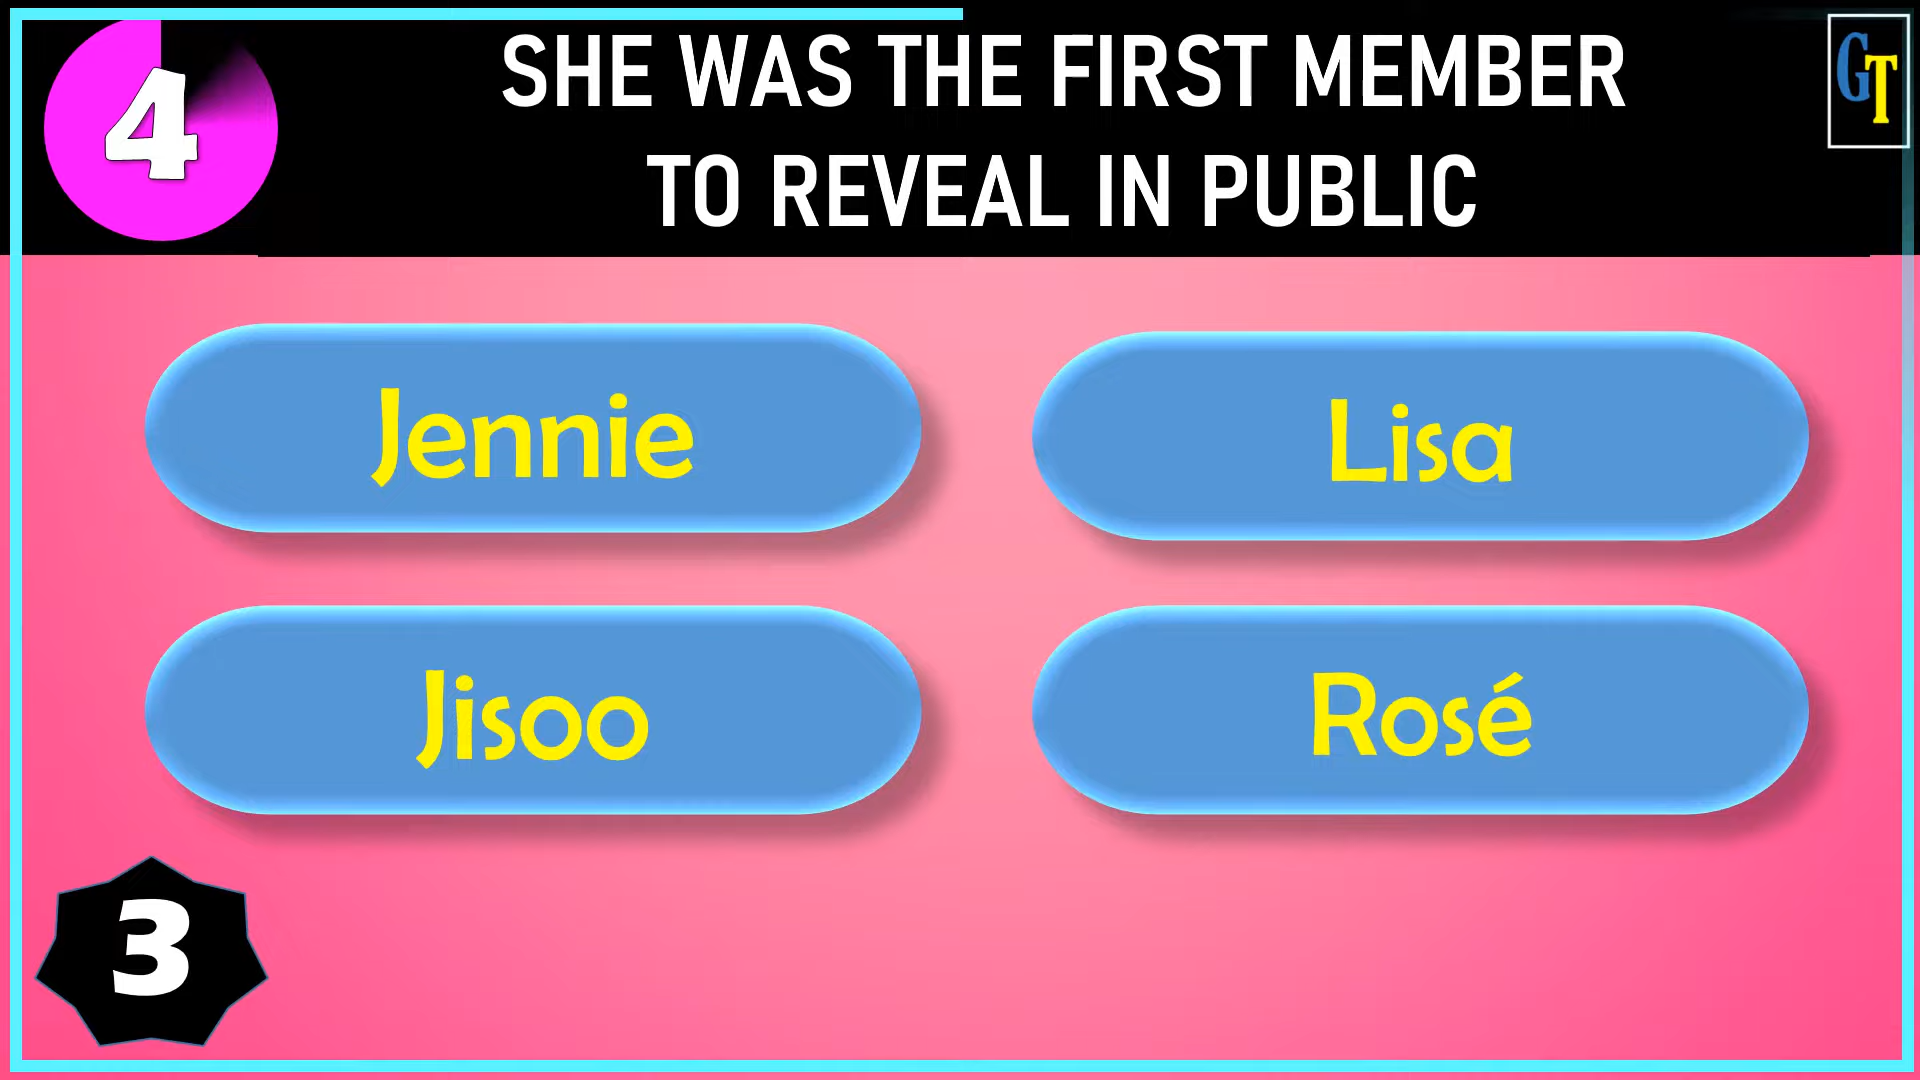 4
SHE WAS THE FIRST MEMBER
TO REVEAL IN PUBLIC
GT
Jennie
Lisa
Jisoo
Rosé
3